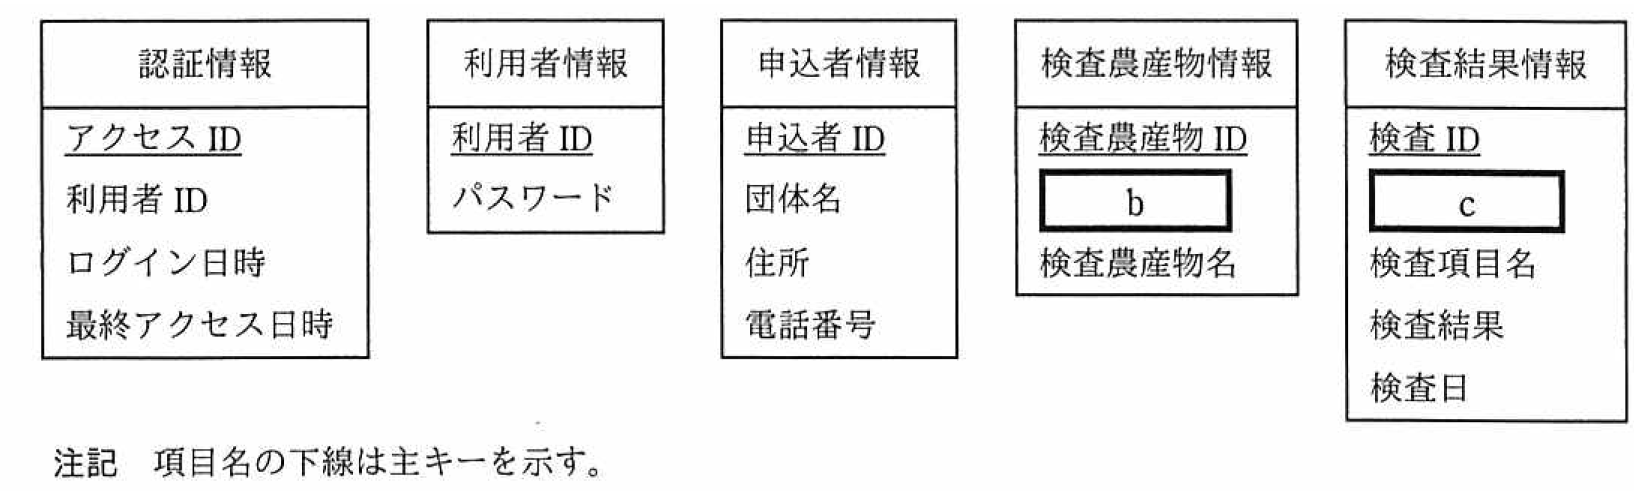 認証情報
アクセス ID
利用者 ID
ログイン日時
最終アクセス日時
利用者情報
利用者 ID
パスワード
申込者情報
申込者 ID
団体名
住所
電話番号
検査農産物情報
検査農産物 ID
b
検査農産物名
検査結果情報
検査 ID
c
検査項目名
検査結果
検査日
注記　項目名の下線は主キーを示す。